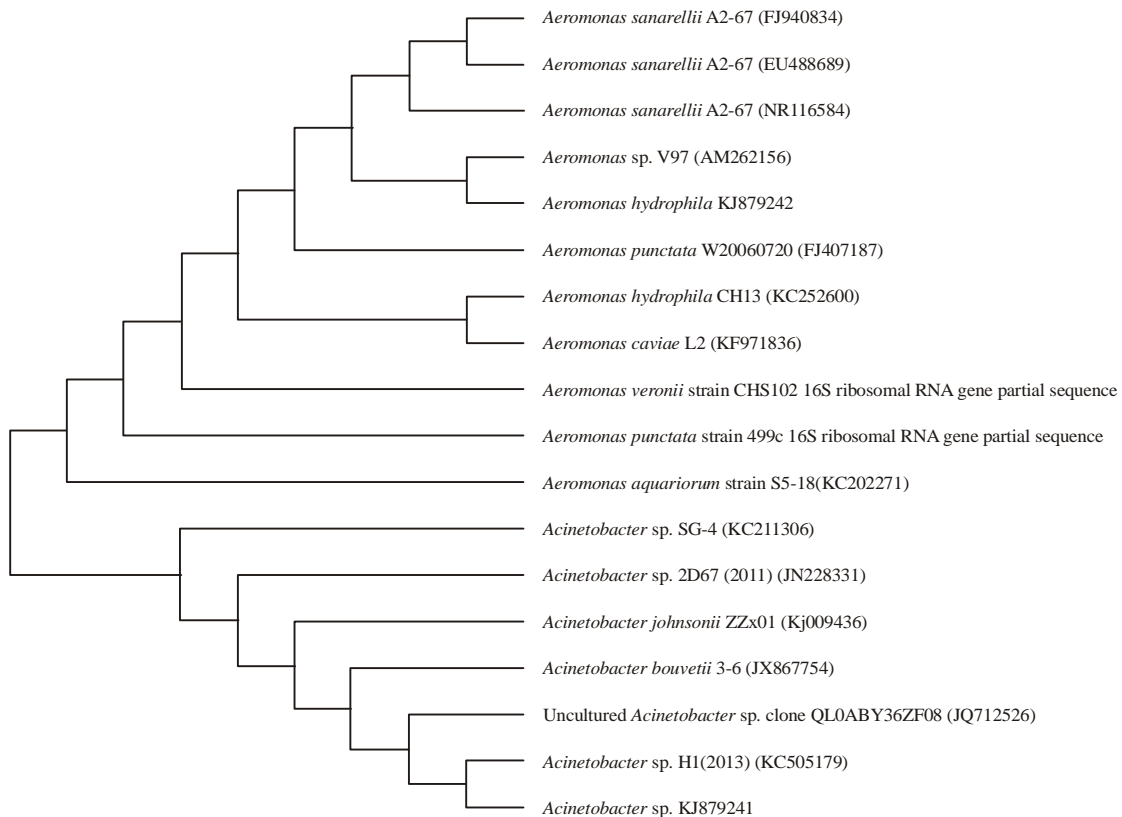 Aeromonas sanarellii A2-67 (FJ940834)
Aeromonas sanarellii A2-67 (EU488689)
Aeromonas sanarellii A2-67 (NR116584)
Aeromonas sp. V97 (AM262156)
Aeromonas hydrophila KJ879242
Aeromonas punctata W20060720 (FJ407187)
Aeromonas hydrophila CH13 (KC252600)
Aeromonas caviae L2 (KF971836)
Aeromonas veronii strain CHS102 16S ribosomal RNA gene partial sequence
Aeromonas punctata strain 499c 16S ribosomal RNA gene partial sequence
Aeromonas aquariorum strain S5-18(KC202271)
Acinetobacter sp. SG-4 (KC211306)
Acinetobacter sp. 2D67 (2011) (JN228331)
Acinetobacter johnsonii ZZx01 (Kj009436)
Acinetobacter bouvetii 3-6 (JX867754)
Uncultured Acinetobacter sp. clone QL0ABY36ZF08 (JQ712526)
Acinetobacter sp. H1(2013) (KC505179)
Acinetobacter sp. KJ879241